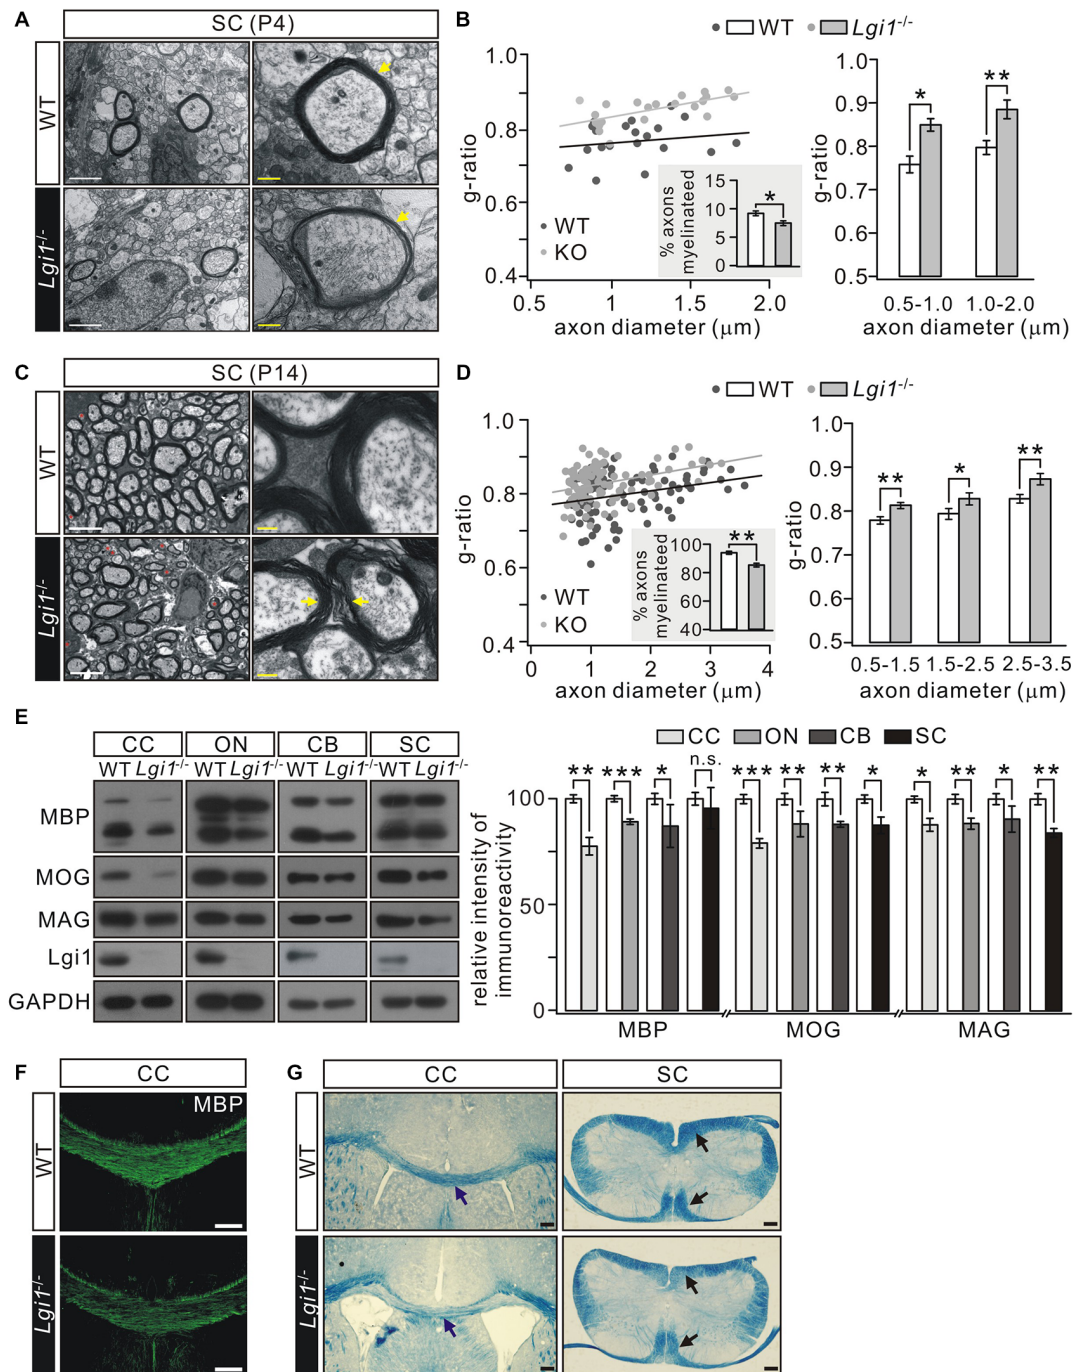 A
SC (P4)
WT
Lgi1-/-
B
WT Lgi1-/-
1.0
0.8
0.6
0.4
g-ratio
0.5 1 1.5 2.0
axon diameter (μm)
WT
KO
15
10
5
0
% axons
myelinateed
*
1.0
0.9
0.8
0.7
0.6
0.5
g-ratio
* **
0.5-1.0 1.0-2.0
axon diameter (μm)
C
SC (P14)
WT
Lgi1-/-
D
WT Lgi1-/-
1.0
0.8
0.6
0.4
g-ratio
0 1 2 3 4
axon diameter (μm)
WT
KO
100
80
60
40
% axons
myelinateed
**
1.0
0.9
0.8
0.7
0.6
0.5
g-ratio
** * **
0.5-1.5 1.5-2.5 2.5-3.5
axon diameter (μm)
E
CC ON CB SC
WT Lgi1-/- WT Lgi1-/- WT Lgi1-/- WT Lgi1-/-
MBP
MOG
MAG
Lgi1
GAPDH
CC ON CB SC
relative intensity of
immunoreactivity
100
50
0
** *** * n.s. *** ** ** * * ** * **
MBP MOG MAG
F
CC
MBP
WT
Lgi1-/-
G
CC SC
WT
Lgi1-/-